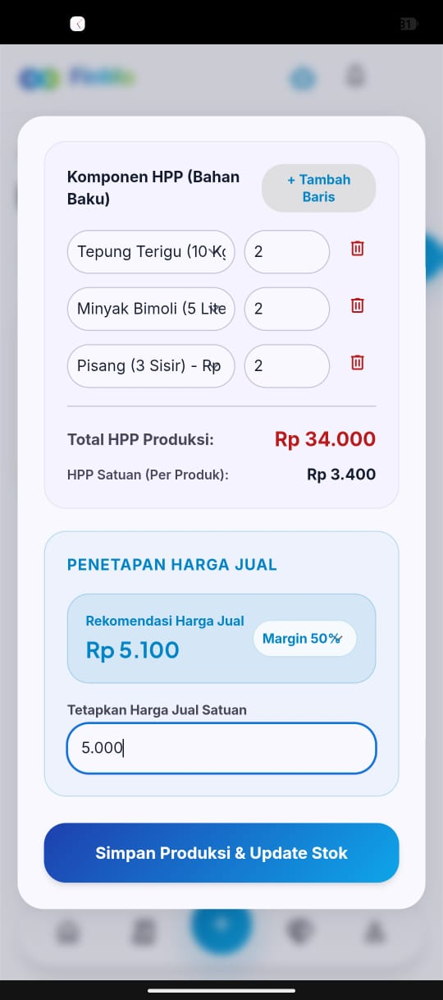 Komponen HPP (Bahan
Baku)
+ Tambah
Baris
Tepung Terigu (10 Kg
2
Minyak Bimoli (5 Lite
2
Pisang (3 Sisir) - Rp
2
Total HPP Produksi:
Rp 34.000
HPP Satuan (Per Produk):
Rp 3.400
PENETAPAN HARGA JUAL
Rekomendasi Harga Jual
Rp 5.100
Margin 50%
Tetapkan Harga Jual Satuan
5.000
Simpan Produksi & Update Stok